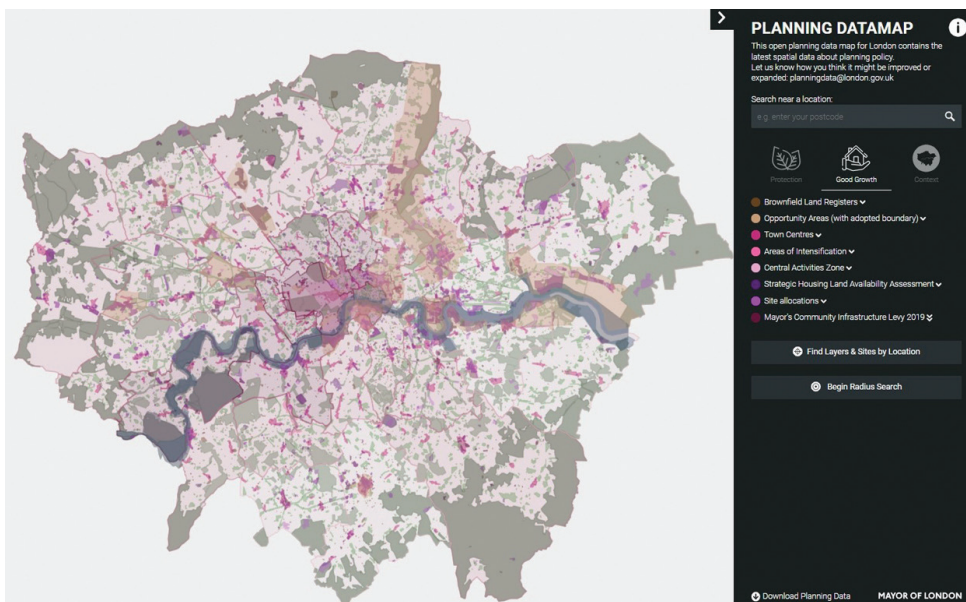 PLANNING DATAMAP
This open planning data map for London contains the
latest spatial data about planning policy.
Let us know how you think it might be improved or
expanded: planningdata@london.gov.uk
Search near a location:
e.g. enter your postcode
Protection
Good Growth
Context
Brownfield Land Registers
Opportunity Areas (with adopted boundary)
Town Centres
Areas of Intensification
Central Activities Zone
Strategic Housing Land Availability Assessment
Site allocations
Mayor's Community Infrastructure Levy 2019
Find Layers & Sites by Location
Begin Radius Search
Download Planning Data
MAYOR OF LONDON